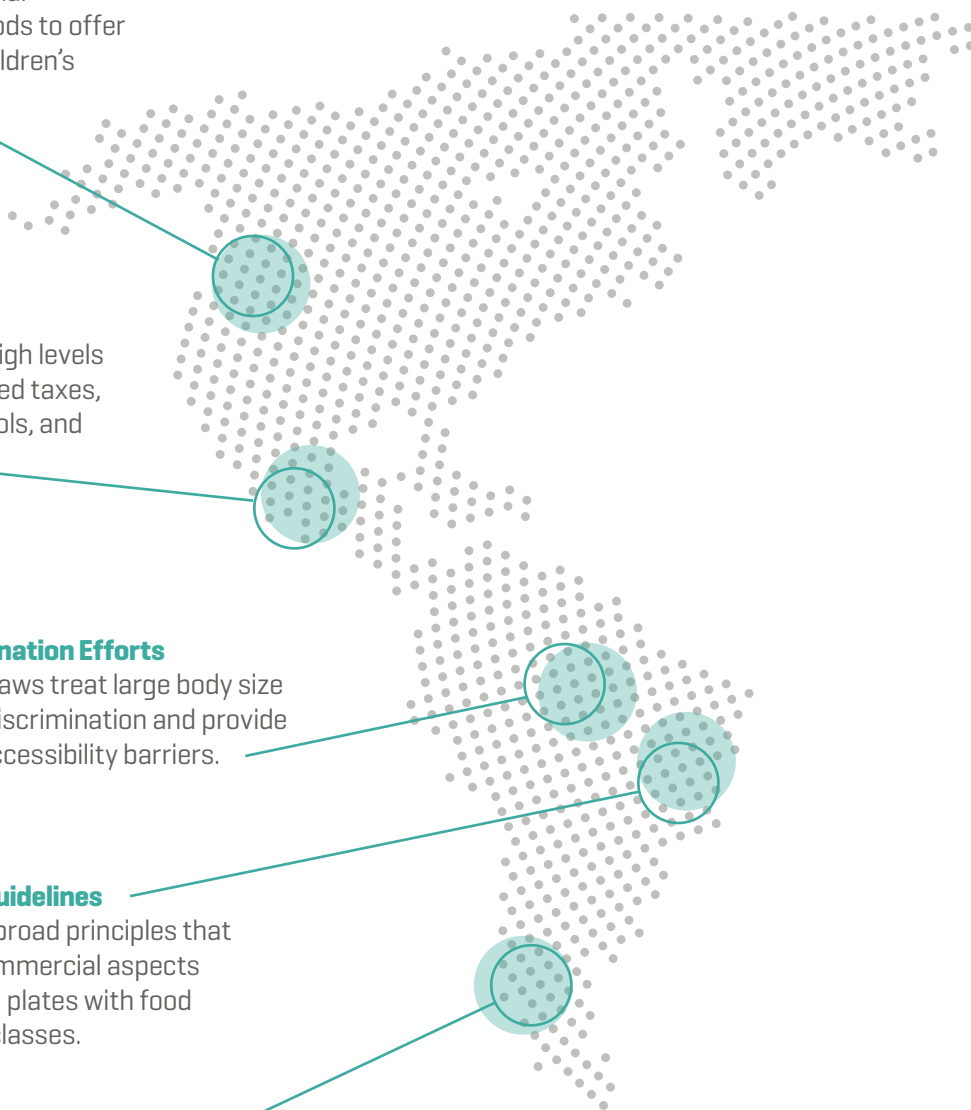 ods to offer
ldren’s
igh levels
ed taxes,
ols, and
nation Efforts
aws treat large body size
iscrimination and provide
ccessibility barriers.
uidelines
broad principles that
mmercial aspects
plates with food
lasses.